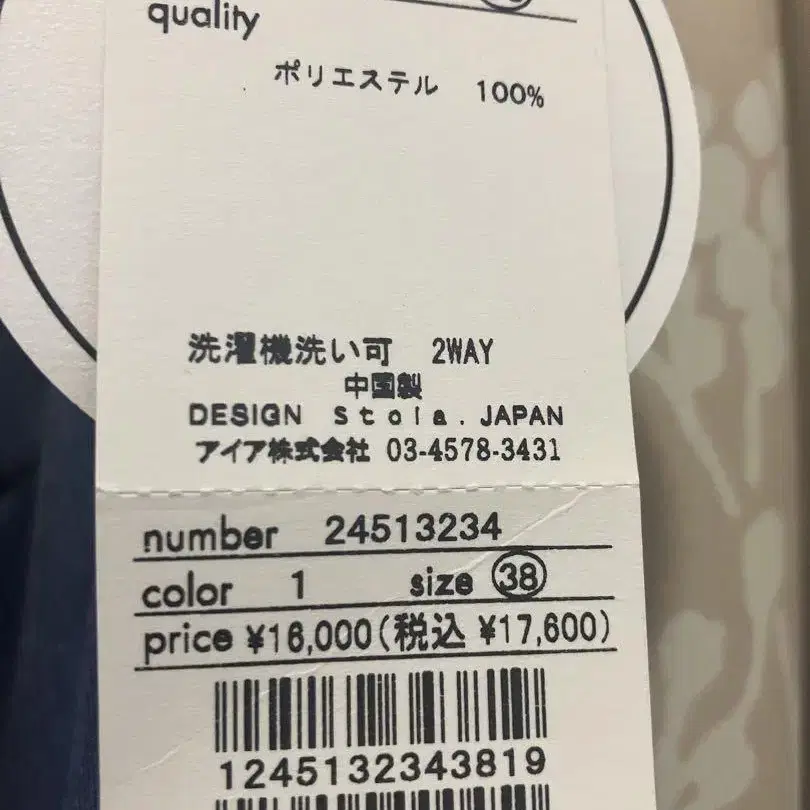 quality
ポリエステル 100%
洗濯機洗い可 2WAY
中国製
DESIGN Stola. JAPAN
アイア株式会社 03-4578-3431
number 24513234
color 1 size 38
price ¥16,000(税込 ¥17,600)
1245132343819